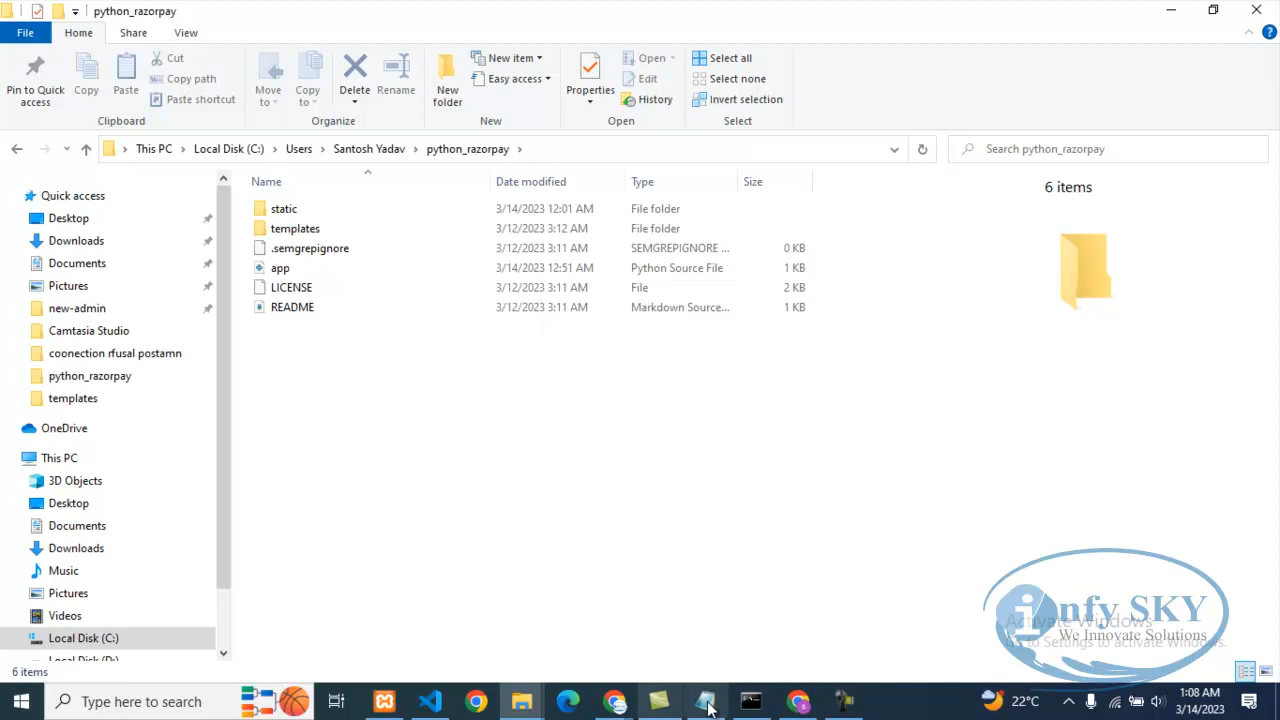 python_razorpay
File Home Share View
Pin to Quick access
Copy
Paste
Cut
Copy path
Paste shortcut
Clipboard
Move to
Copy to
Delete
Rename
Organize
New folder
New item
Easy access
New
Properties
Open
Edit
History
Open
Select all
Select none
Invert selection
Select
This PC > Local Disk (C:) > Users > Santosh Yadav > python_razorpay >
Search python_razorpay
Quick access
Desktop
Downloads
Documents
Pictures
new-admin
Camtasia Studio
coonection rfusal postamn
python_razorpay
templates
OneDrive
This PC
3D Objects
Desktop
Documents
Downloads
Music
Pictures
Videos
Local Disk (C:)
Local Disk (D:)
Name Date modified Type Size
static 3/14/2023 12:01 AM File folder
templates 3/12/2023 3:12 AM File folder
.semgrepignore 3/12/2023 3:11 AM SEMGREPIGNORE ... 0 KB
app 3/14/2023 12:51 AM Python Source File 1 KB
LICENSE 3/12/2023 3:11 AM File 2 KB
README 3/12/2023 3:11 AM Markdown Source... 1 KB
6 items
infy SKY
We Innovate Solutions
Activate Windows
Go to Settings to activate Windows.
6 items
Type here to search
22°C
1:08 AM
3/14/2023